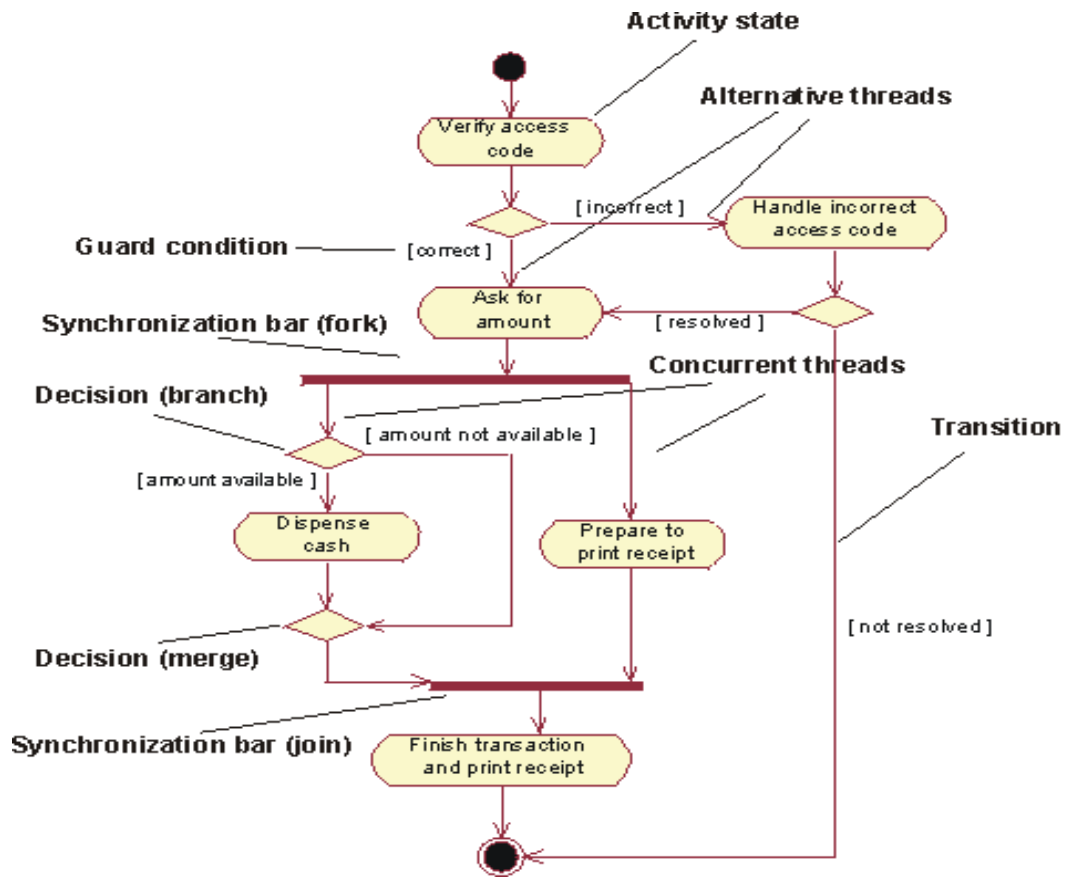 Activity state
Alternative threads
Verify access
code
[ incorrect ]
Handle incorrect
access code
Guard condition
[ correct ]
Ask for
amount
[ resolved ]
Synchronization bar (fork)
Concurrent threads
Decision (branch)
[ amount not available ]
Transition
[amount available ]
Dispense
cash
Prepare to
print receipt
[ not resolved ]
Decision (merge)
Synchronization bar (join)
Finish transaction
and print receipt